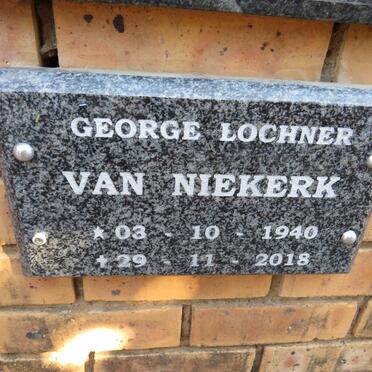 GEORGE LOCHNER
VAN NIEKERK
★ 03 - 10 - 1940
✝ 29 - 11 - 2018